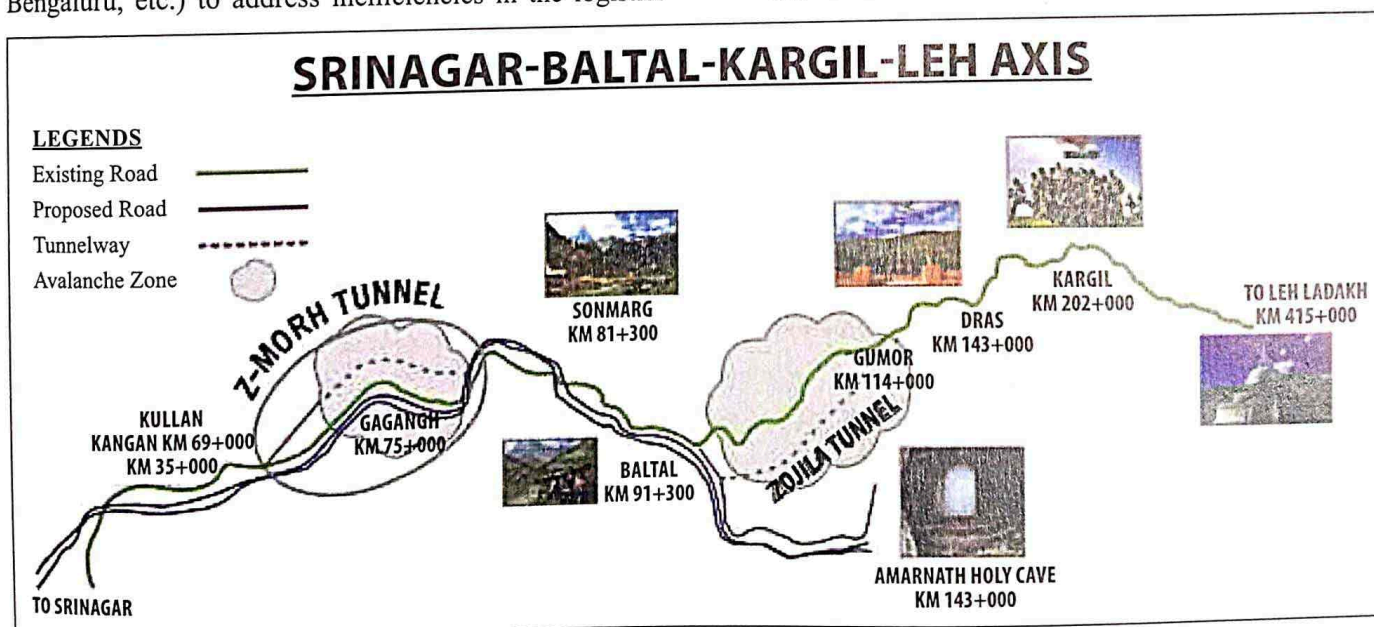 Bengaluru, etc.) to address inefficiencies in the
SRINAGAR-BALTAL-KARGIL-LEH AXIS
LEGENDS
Existing Road
Proposed Road
Tunnelway
Avalanche Zone
Z-MORH TUNNEL
SONMARG
KM 81+300
KARGIL
KM 202+000
TO LEH LADAKH
KM 415+000
DRAS
KM 143+000
GUMOR
KM 114+000
KULLAN
KANGAN KM 69+000
KM 35+000
GAGANGH
KM 75+000
ZOJILA TUNNEL
BALTAL
KM 91+300
AMARNATH HOLY CAVE
KM 143+000
TO SRINAGAR